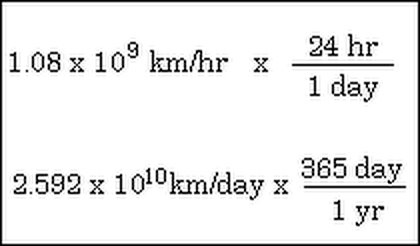 1.08 x 10⁹ km/hr x 24 hr
1 day
2.592 x 10¹⁰km/day x 365 day
1 yr